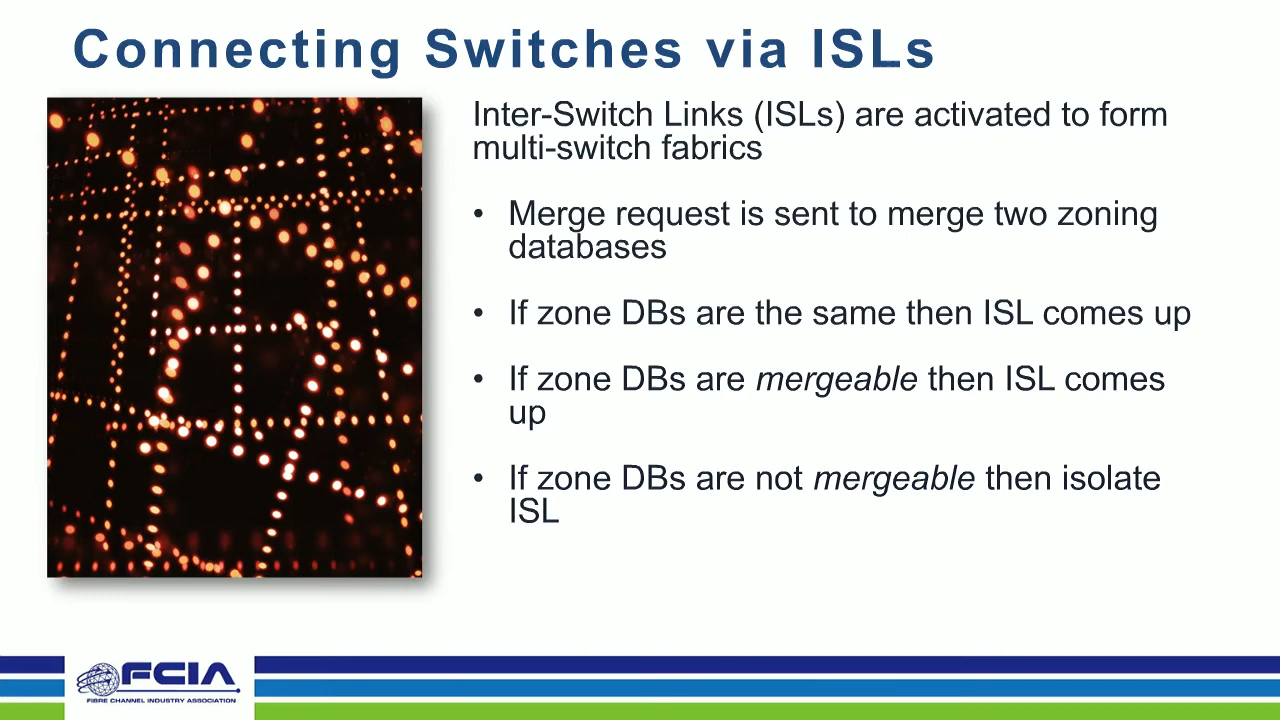 Connecting Switches via ISLs
Inter-Switch Links (ISLs) are activated to form
multi-switch fabrics
• Merge request is sent to merge two zoning
databases
• If zone DBs are the same then ISL comes up
• If zone DBs are mergeable then ISL comes
up
• If zone DBs are not mergeable then isolate
ISL
FCIA
FIBRE CHANNEL INDUSTRY ASSOCIATION